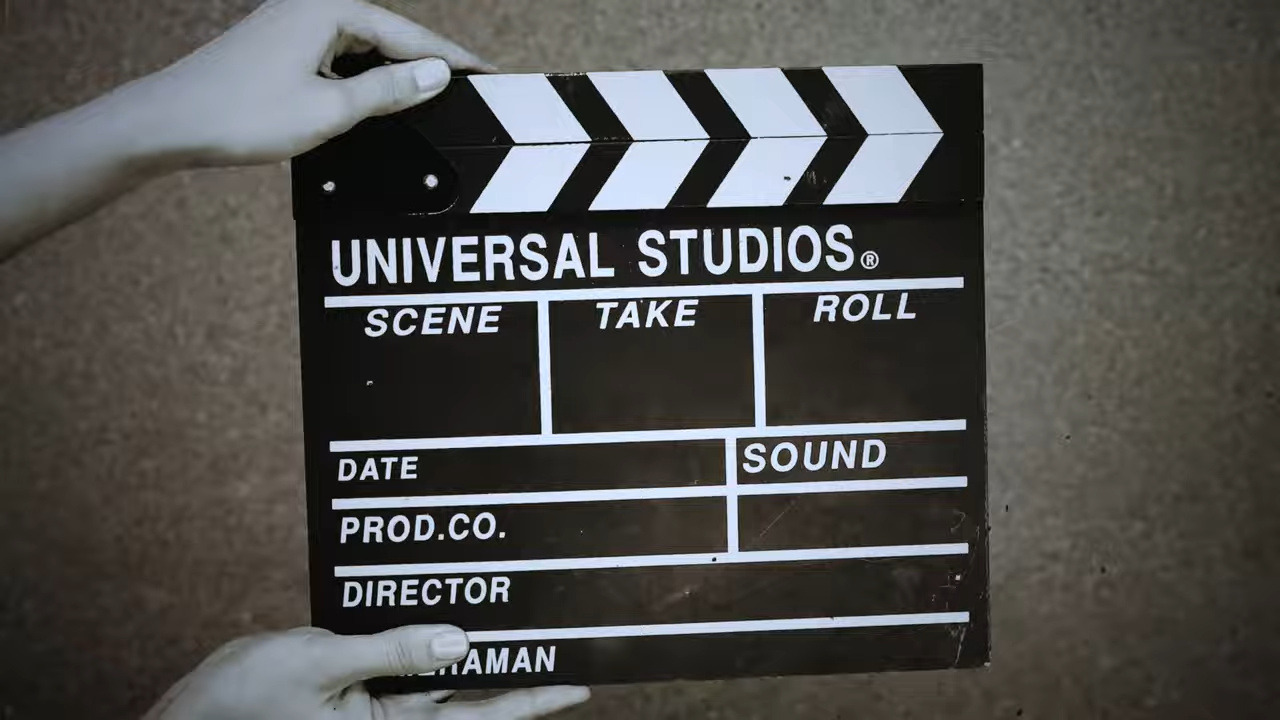 UNIVERSAL STUDIOS®
SCENE TAKE ROLL
DATE SOUND
PROD.CO.
DIRECTOR